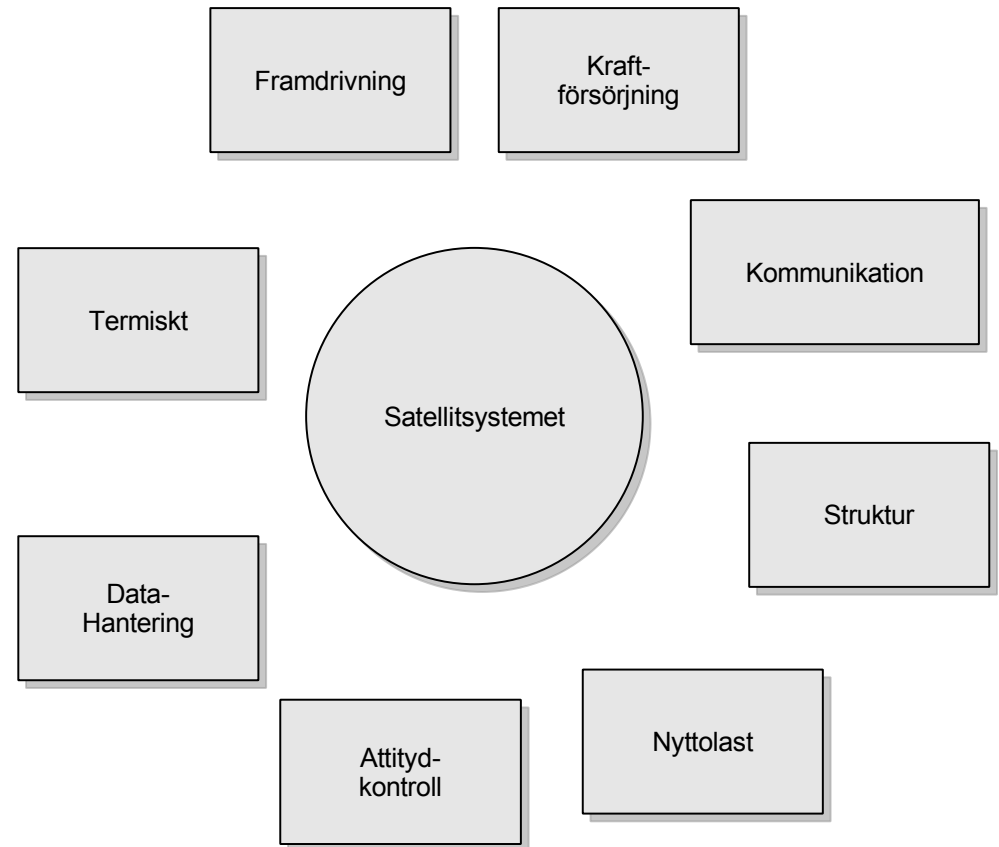 Framdrivning
Kraft-
försörjning
Kommunikation
Termiskt
Satellitsystemet
Struktur
Data-
Hantering
Nyttolast
Attityd-
kontroll